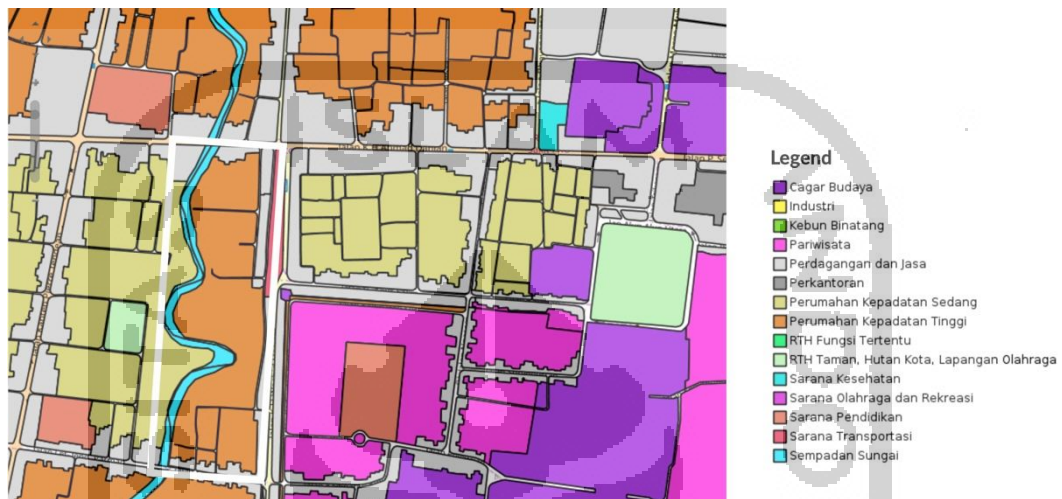 Legend
Cagar Budaya
Industri
Kebun Binatang
Pariwisata
Perdagangan dan Jasa
Perkantoran
Perumahan Kepadatan Sedang
Perumahan Kepadatan Tinggi
RTH Fungsi Tertentu
RTH Taman, Hutan Kota, Lapangan Olahraga
Sarana Kesehatan
Sarana Olahraga dan Rekreasi
Sarana Pendidikan
Sarana Transportasi
Sempadan Sungai